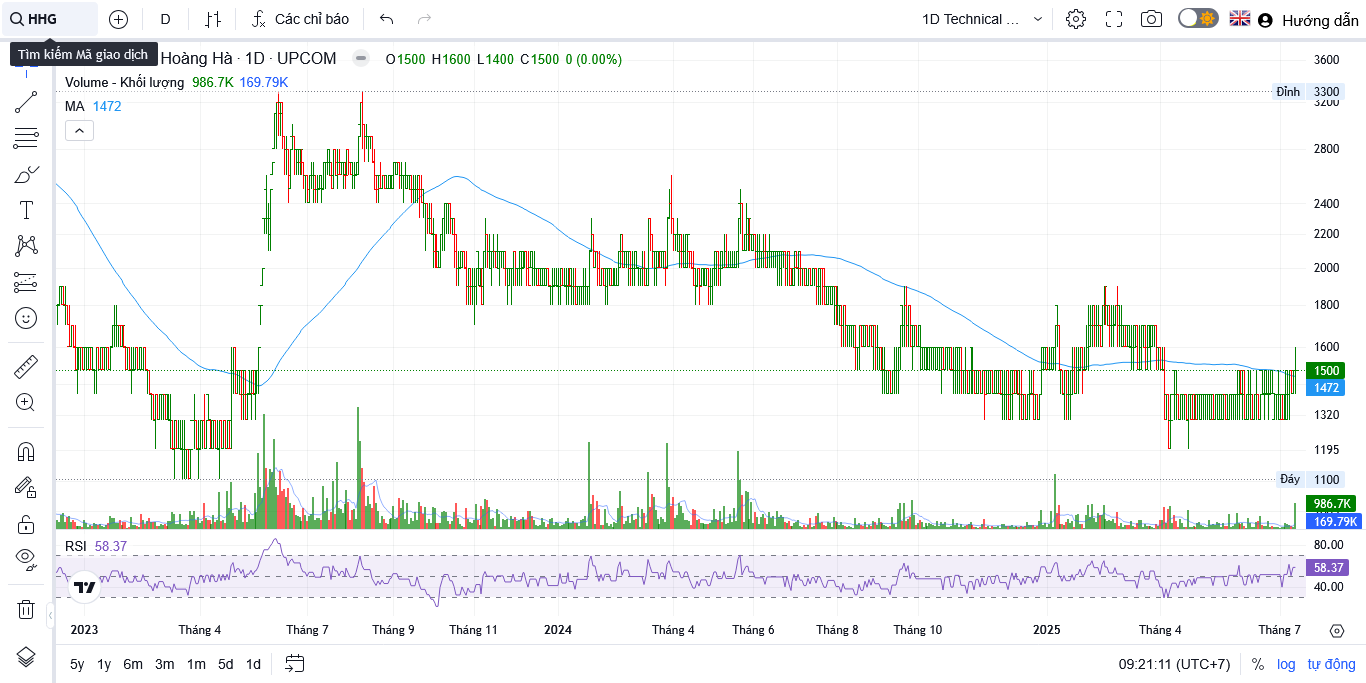 HHG D Các chỉ báo 1D Technical ... Hướng dẫn
Tìm kiếm Mã giao dịch
Hoàng Hà · 1D · UPCOM O1500 H1600 L1400 C1500 0 (0.00%)
Volume - Khối lượng 986.7K 169.79K
MA 1472
3600
Đỉnh 3300
3200
2800
2400
2200
2000
1800
1600
1500
1472
1320
1195
Đáy 1100
986.7K
169.79K
RSI 58.37
80.00
58.37
40.00
2023 Tháng 4 Tháng 7 Tháng 9 Tháng 11 2024 Tháng 4 Tháng 6 Tháng 8 Tháng 10 2025 Tháng 4 Tháng 7
5y 1y 6m 3m 1m 5d 1d 09:21:11 (UTC+7) % log tự động